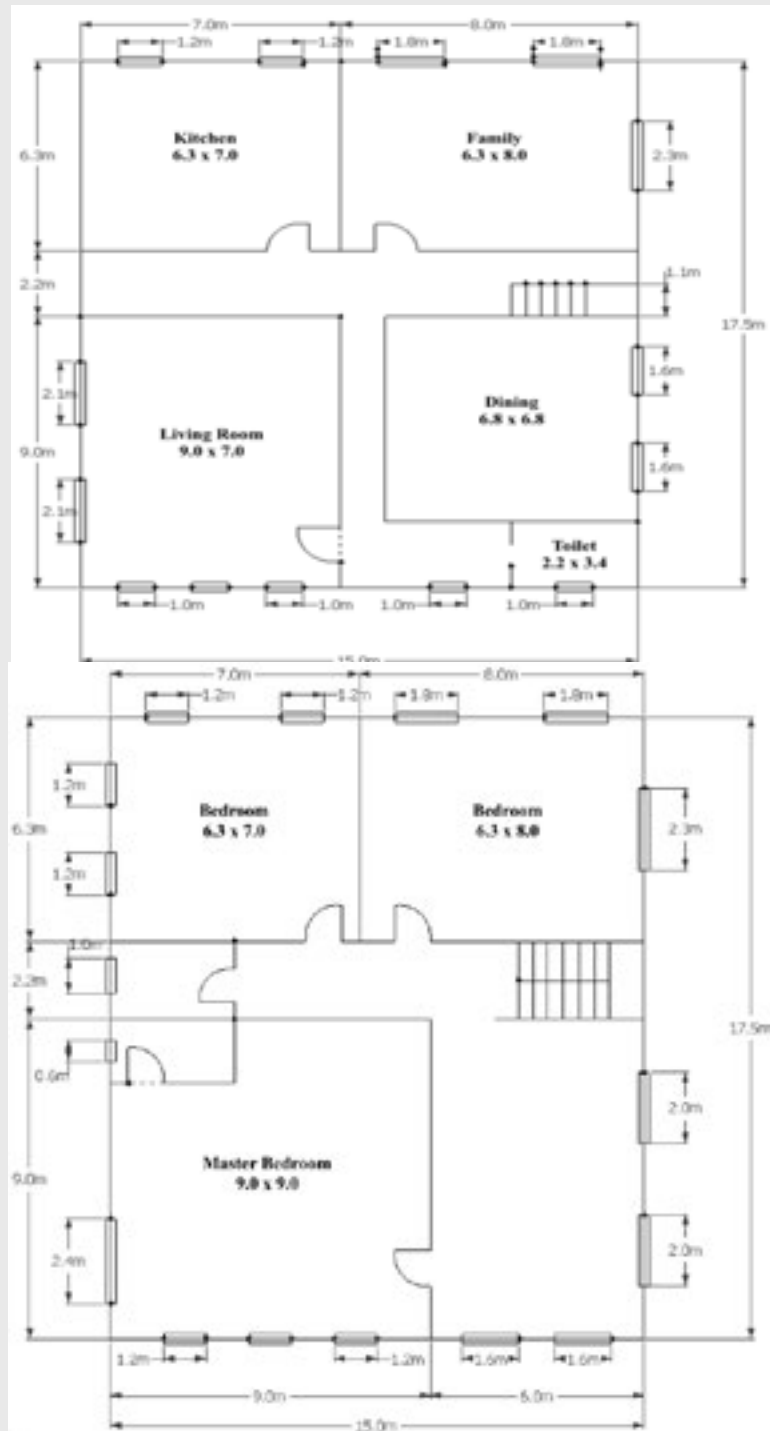 7.0m 8.0m
1.2m 1.2m 1.8m 1.8m
Kitchen
6.3 x 7.0
Family
6.3 x 8.0
6.3m
2.3m
2.2m
1.1m
17.5m
2.1m
1.6m
Dining
6.8 x 6.8
Living Room
9.0 x 7.0
9.0m
1.6m
2.1m
Toilet
2.2 x 3.4
1.0m 1.0m 1.0m 1.0m
15.0m
7.0m 8.0m
1.2m 1.2m 1.8m 1.8m
1.2m
Bedroom
6.3 x 7.0
Bedroom
6.3 x 8.0
2.3m
6.3m
1.2m
1.0m
2.2m
17.5m
0.6m
2.0m
Master Bedroom
9.0 x 9.0
9.0m
2.4m
2.0m
1.2m 1.2m 1.6m 1.6m
9.0m 6.0m
15.0m